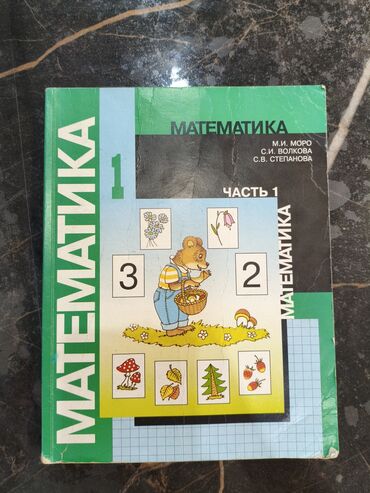 МАТЕМАТИКА
1
МАТЕМАТИКА
М.И. МОРО
С.И. ВОЛКОВА
С.В. СТЕПАНОВА
ЧАСТЬ 1
МАТЕМАТИКА
3
2